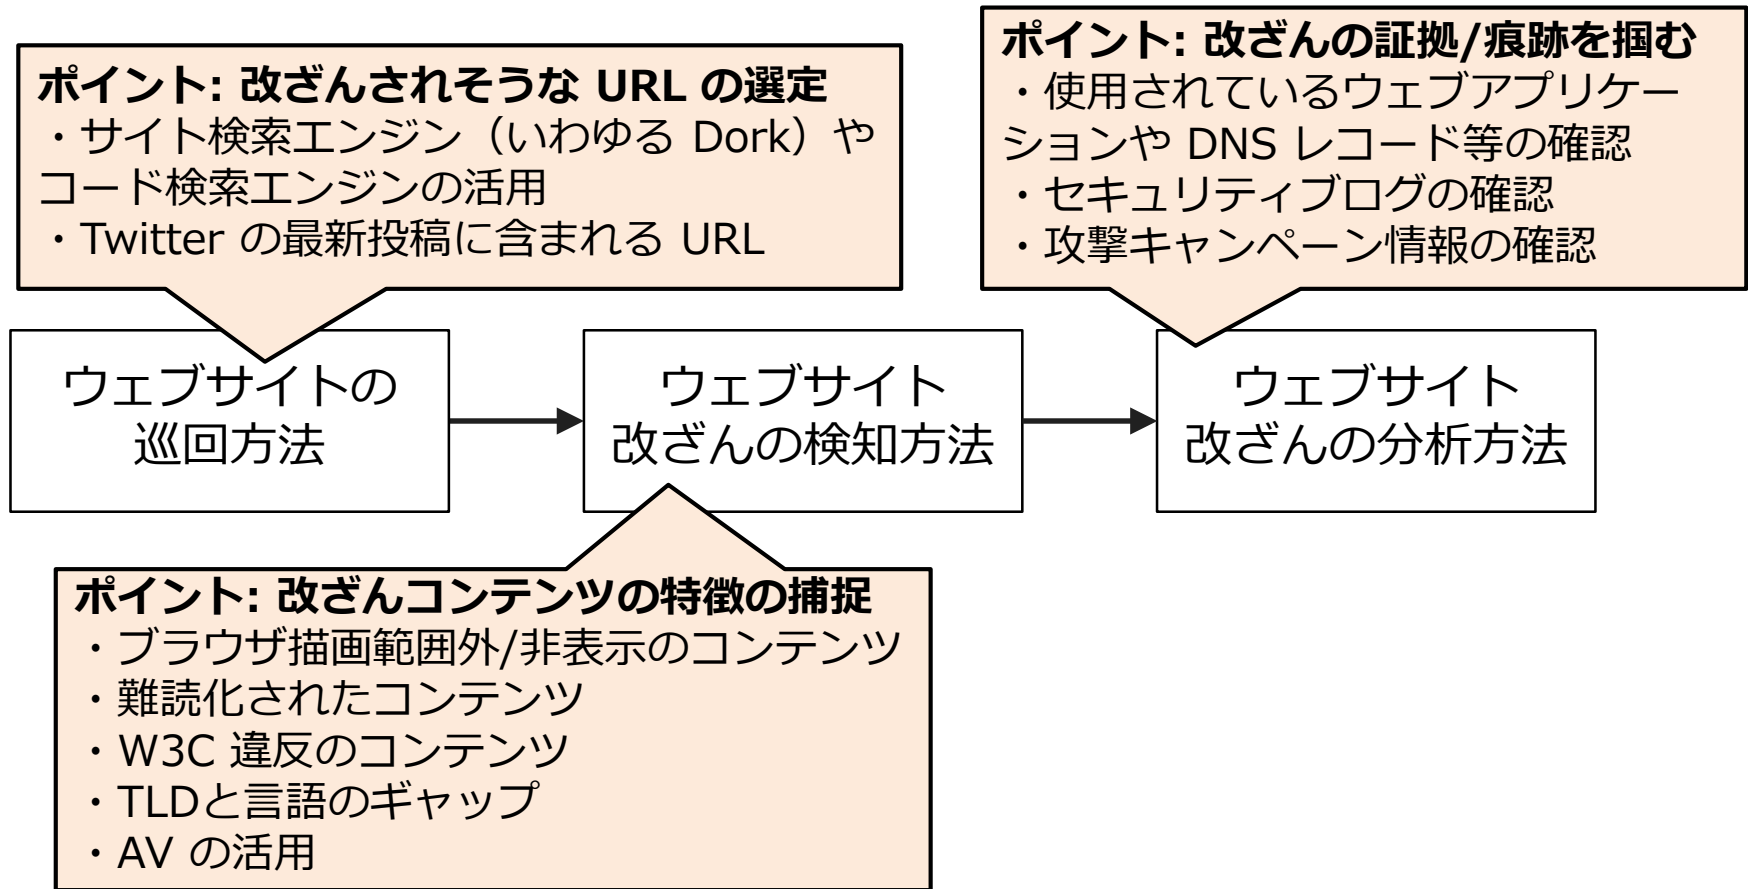 ポイント: 改ざんされそうな URL の選定
・サイト検索エンジン（いわゆる Dork）や
コード検索エンジンの活用
・Twitter の最新投稿に含まれる URL
ポイント: 改ざんの証拠/痕跡を掴む
・使用されているウェブアプリケー
ションや DNS レコード等の確認
・セキュリティブログの確認
・攻撃キャンペーン情報の確認
ウェブサイトの
巡回方法
ウェブサイト
改ざんの検知方法
ウェブサイト
改ざんの分析方法
ポイント: 改ざんコンテンツの特徴の捕捉
・ブラウザ描画範囲外/非表示のコンテンツ
・難読化されたコンテンツ
・W3C 違反のコンテンツ
・TLDと言語のギャップ
・AV の活用